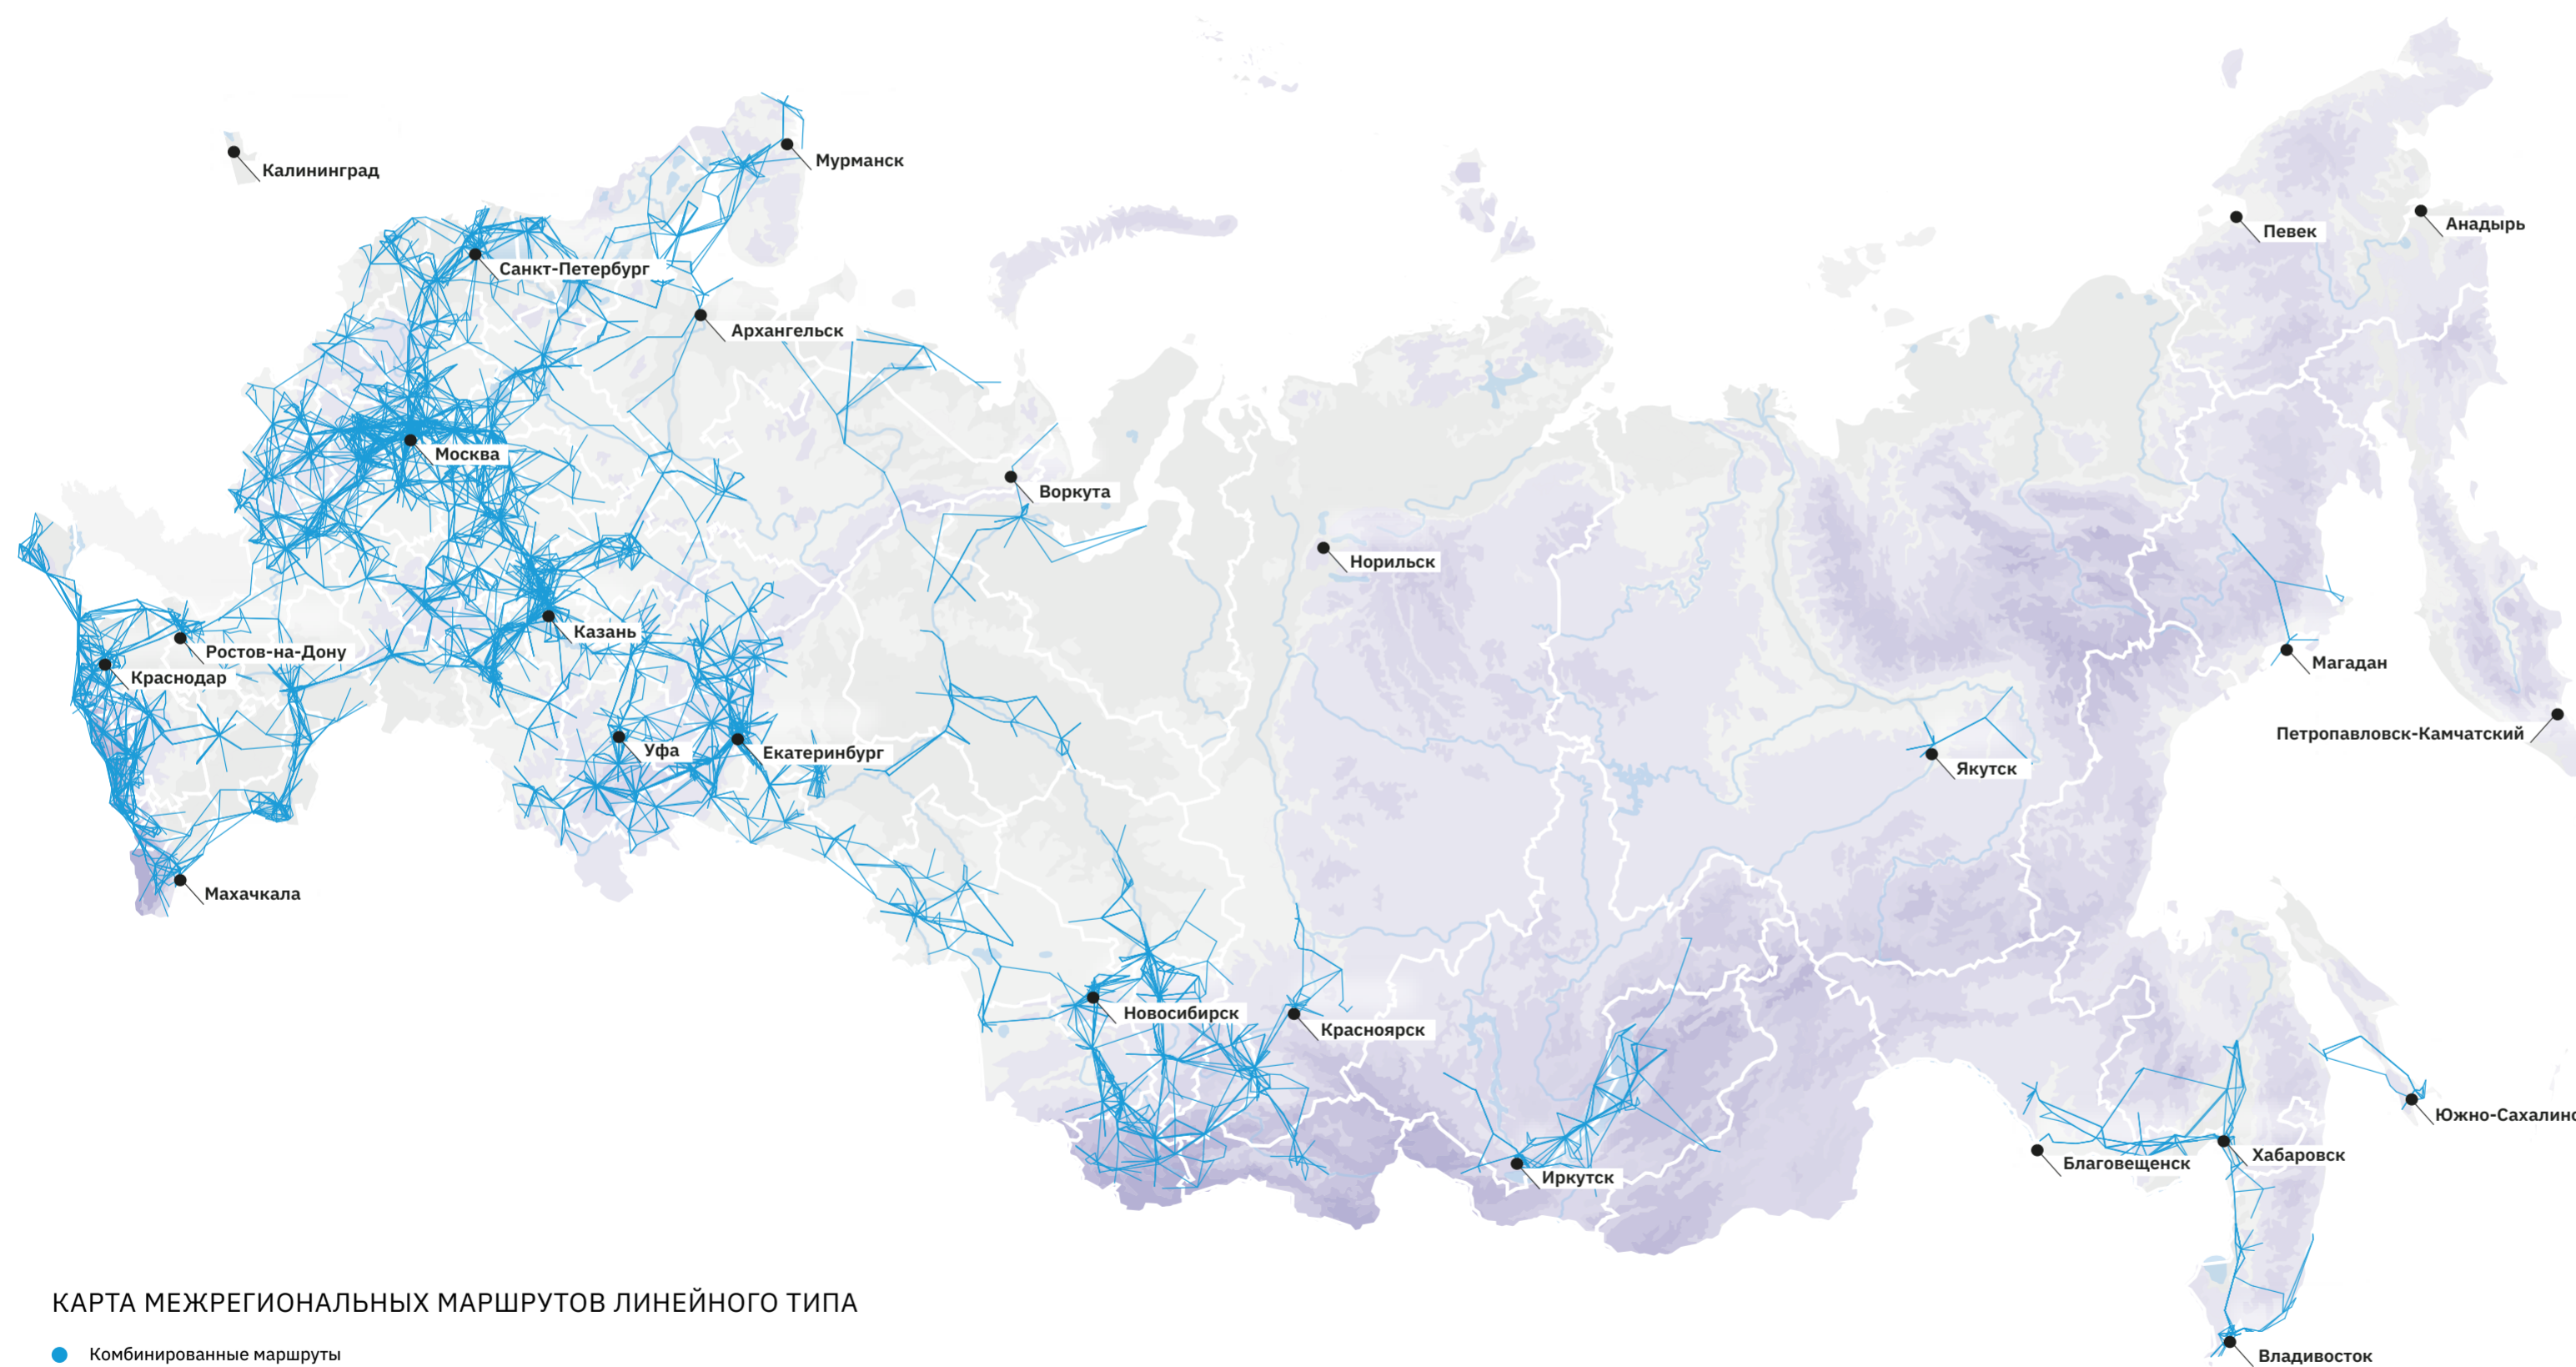 Калининград
Мурманск
Санкт-Петербург
Архангельск
Певек
Анадырь
Москва
Воркута
Норильск
Казань
Ростов-на-Дону
Краснодар
Магадан
Петропавловск-Камчатский
Уфа
Екатеринбург
Якутск
Махачкала
Новосибирск
Красноярск
Южно-Сахалинс
Благовещенск
Хабаровск
Иркутск
КАРТА МЕЖРЕГИОНАЛЬНЫХ МАРШРУТОВ ЛИНЕЙНОГО ТИПА
Комбинированные маршруты
Владивосток